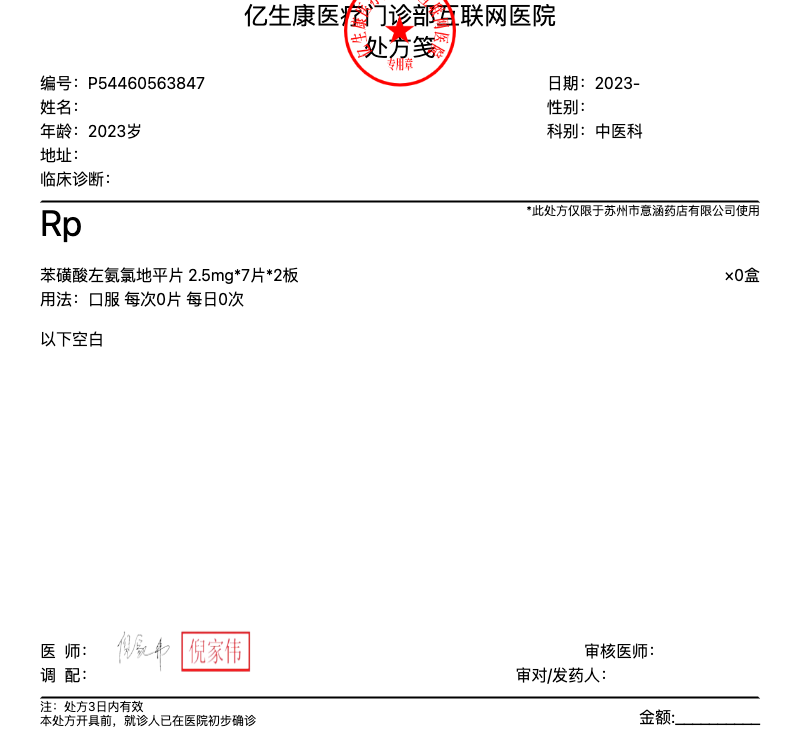 亿生康医疗门诊部互联网医院
处方笺
专用章
编号：P54460563847
日期：2023-
姓名：
性别：
年龄：2023岁
科别：中医科
地址：
临床诊断：
*此处方仅限于苏州市意涵药店有限公司使用
Rp
苯磺酸左氨氯地平片 2.5mg*7片*2板
×0盒
用法：口服 每次0片 每日0次
以下空白
医 师：
倪家伟
倪家伟
审核医师：
调 配：
审对/发药人：
注：处方3日内有效
本处方开具前，就诊人已在医院初步确诊
金额:__________